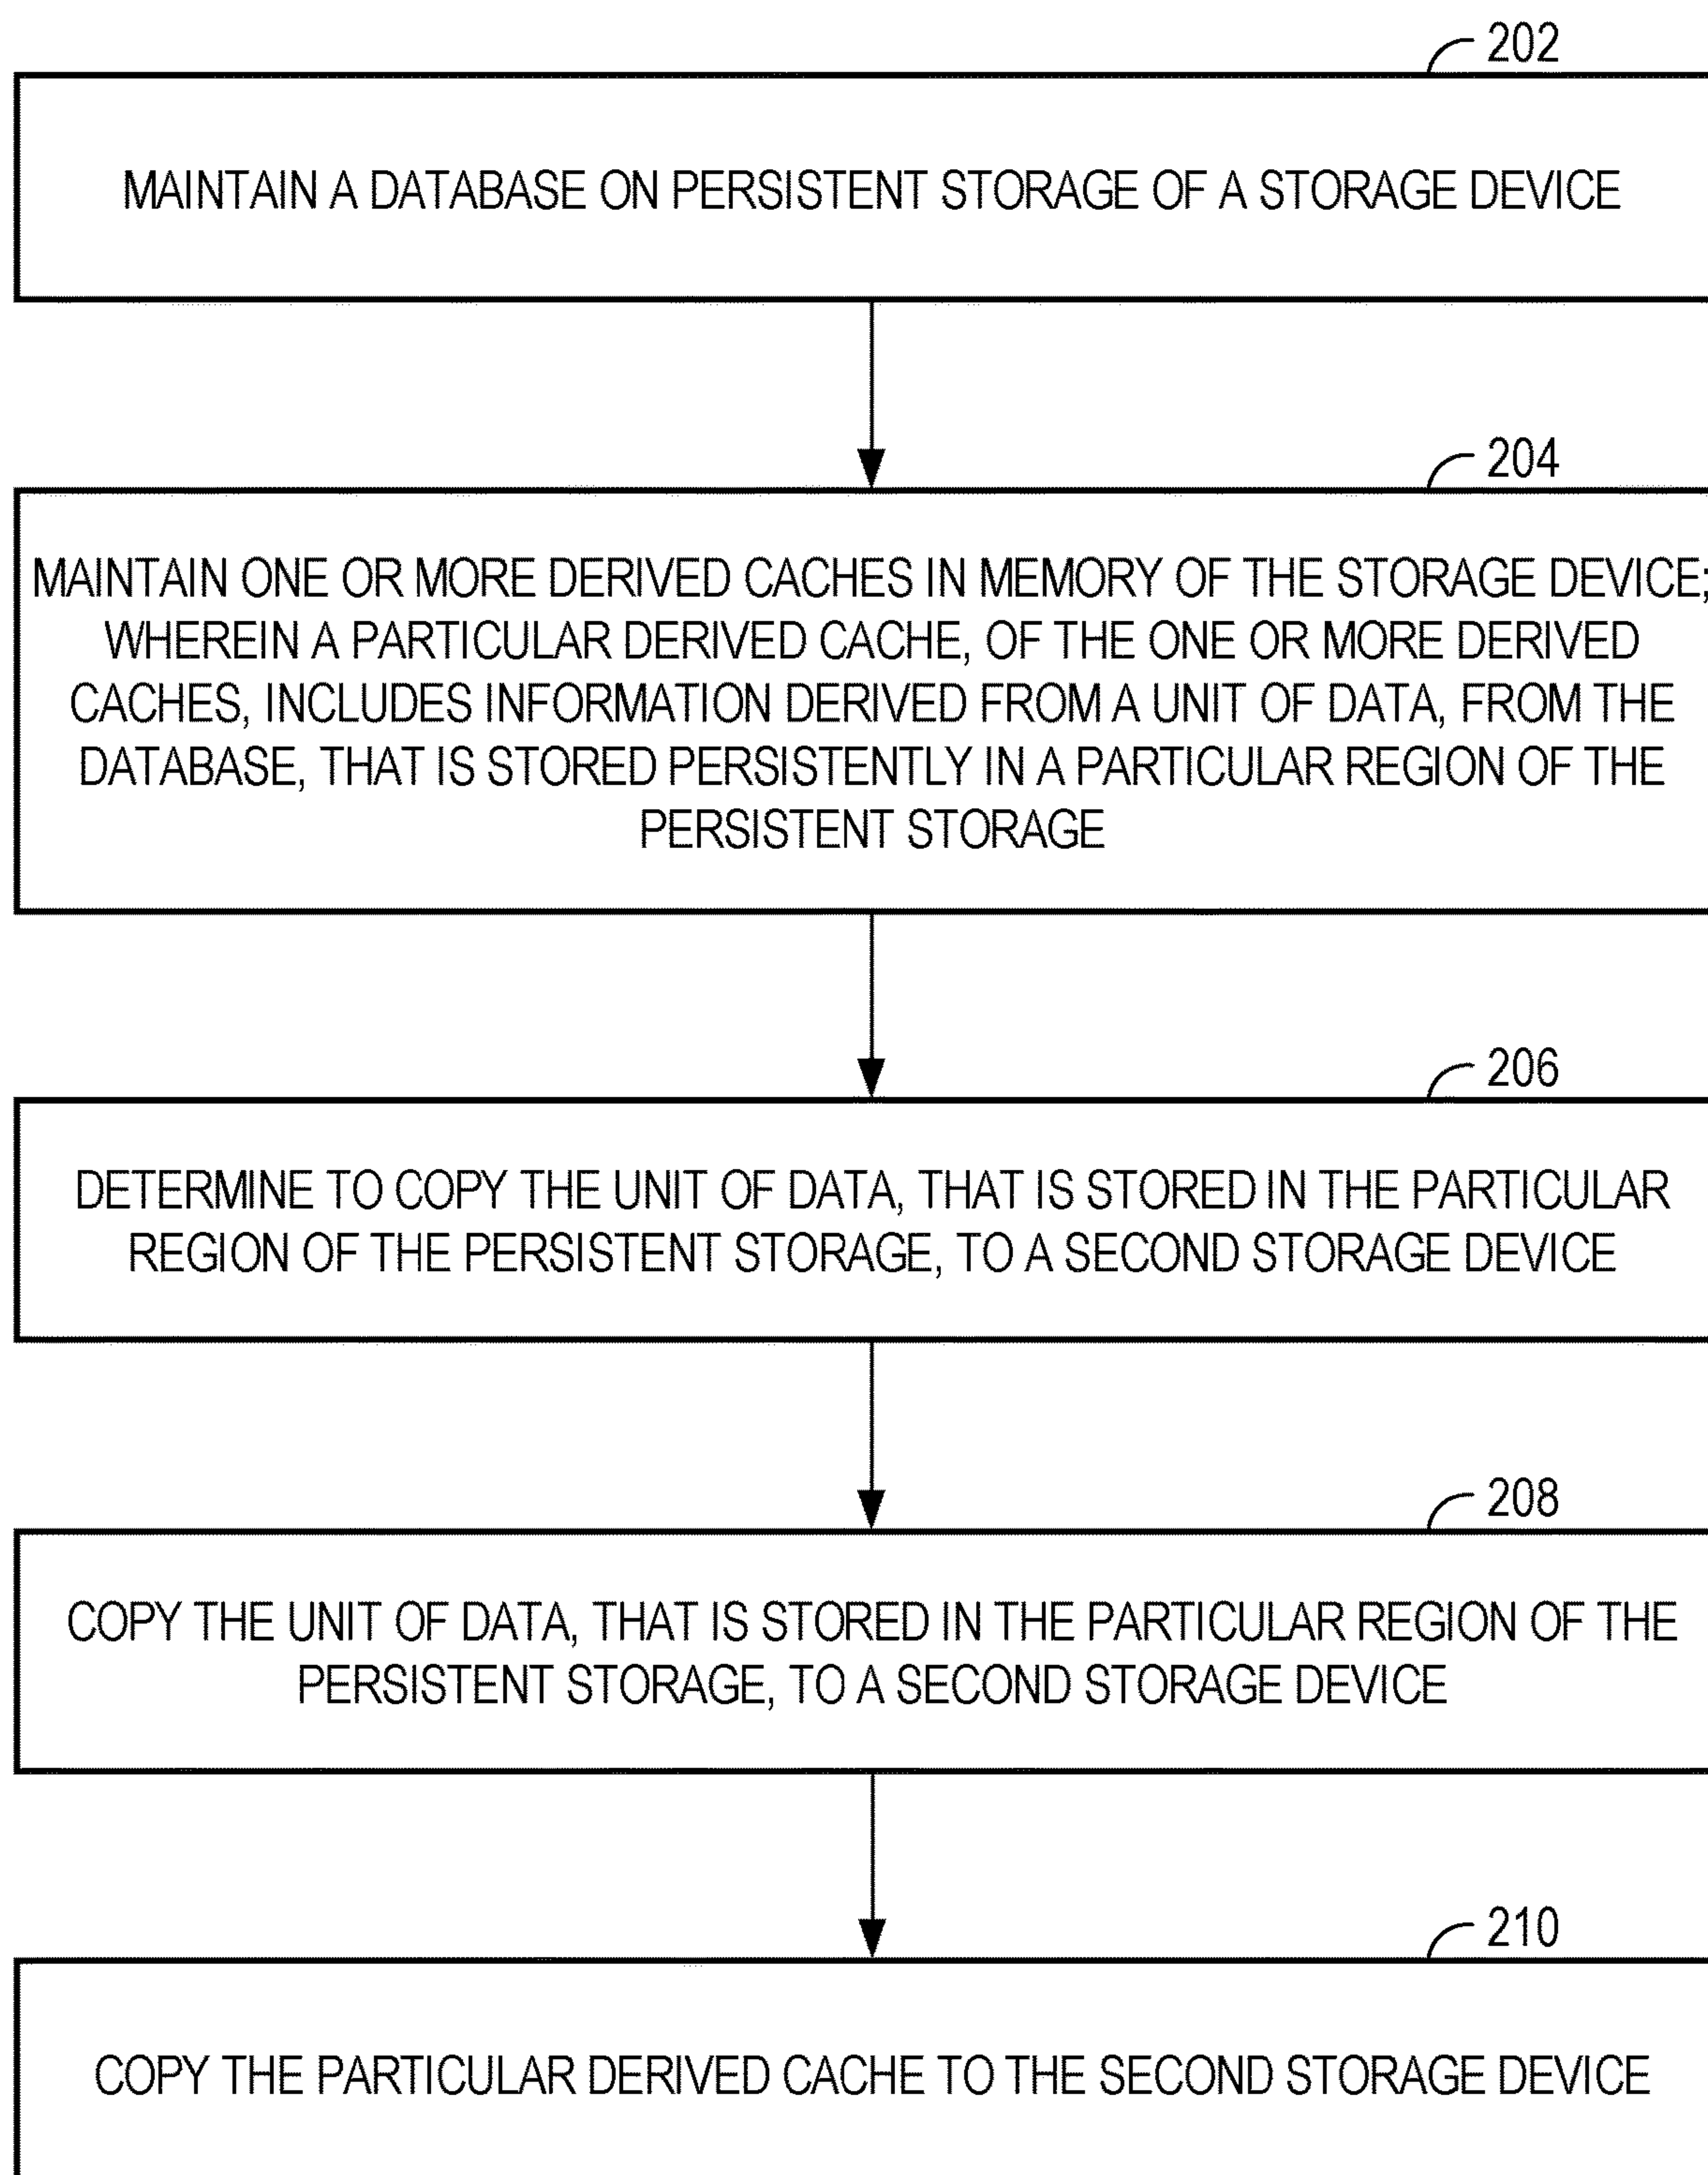 202
MAINTAIN A DATABASE ON PERSISTENT STORAGE OF A STORAGE DEVICE
204
MAINTAIN ONE OR MORE DERIVED CACHES IN MEMORY OF THE STORAGE DEVICE;
WHEREIN A PARTICULAR DERIVED CACHE, OF THE ONE OR MORE DERIVED
CACHES, INCLUDES INFORMATION DERIVED FROM A UNIT OF DATA, FROM THE
DATABASE, THAT IS STORED PERSISTENTLY IN A PARTICULAR REGION OF THE
PERSISTENT STORAGE
206
DETERMINE TO COPY THE UNIT OF DATA, THAT IS STORED IN THE PARTICULAR
REGION OF THE PERSISTENT STORAGE, TO A SECOND STORAGE DEVICE
208
COPY THE UNIT OF DATA, THAT IS STORED IN THE PARTICULAR REGION OF THE
PERSISTENT STORAGE, TO A SECOND STORAGE DEVICE
210
COPY THE PARTICULAR DERIVED CACHE TO THE SECOND STORAGE DEVICE